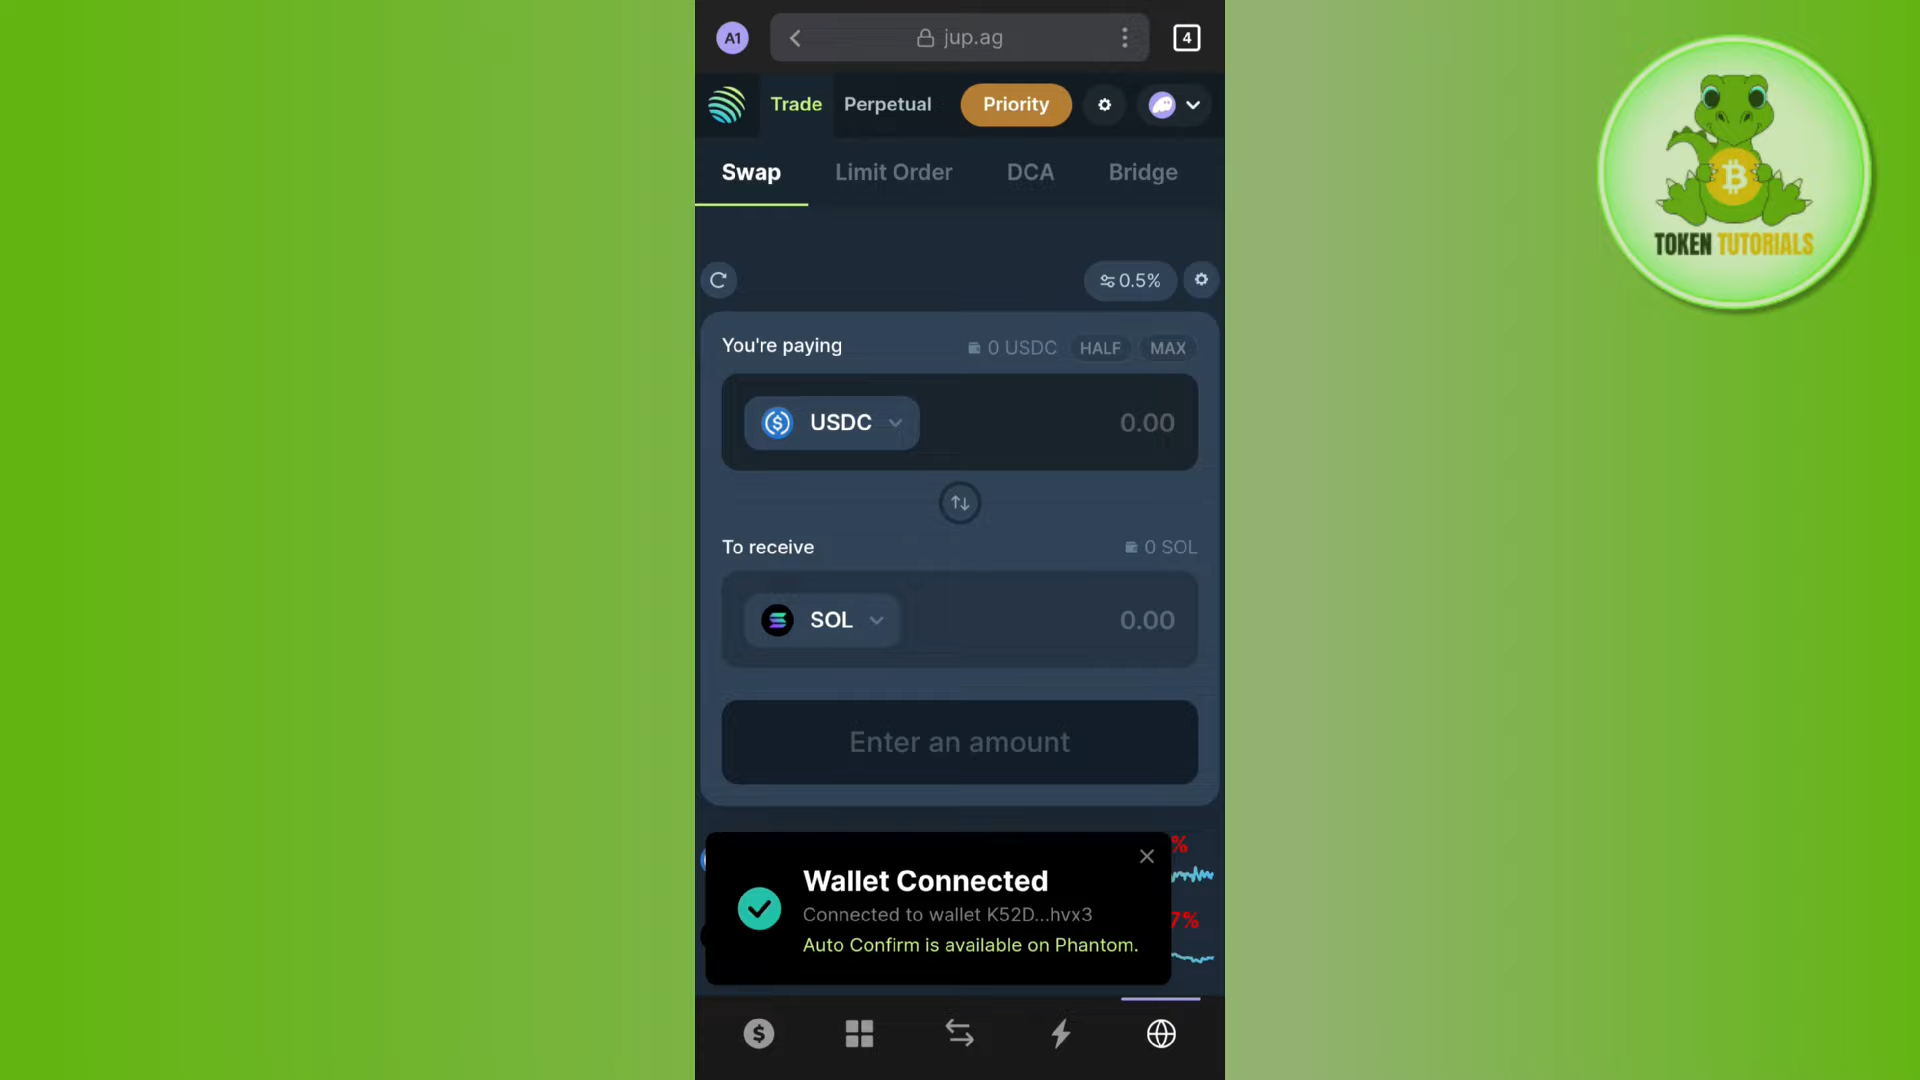 A1
jup.ag
4
Trade
Perpetual
Priority
Swap
Limit Order
DCA
Bridge
0.5%
You're paying
0 USDC
HALF
MAX
USDC
0.00
To receive
0 SOL
SOL
0.00
Enter an amount
%
Wallet Connected
Connected to wallet K52D...hvx3
7%
Auto Confirm is available on Phantom.
TOKEN TUTORIALS